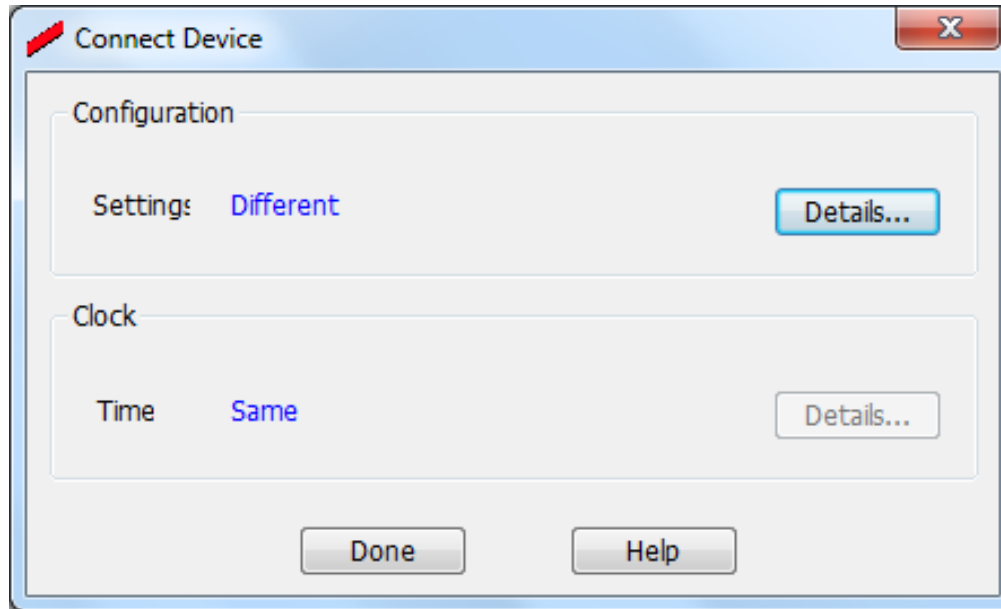 Connect Device
Configuration
Settings Different Details...
Clock
Time Same Details...
Done Help